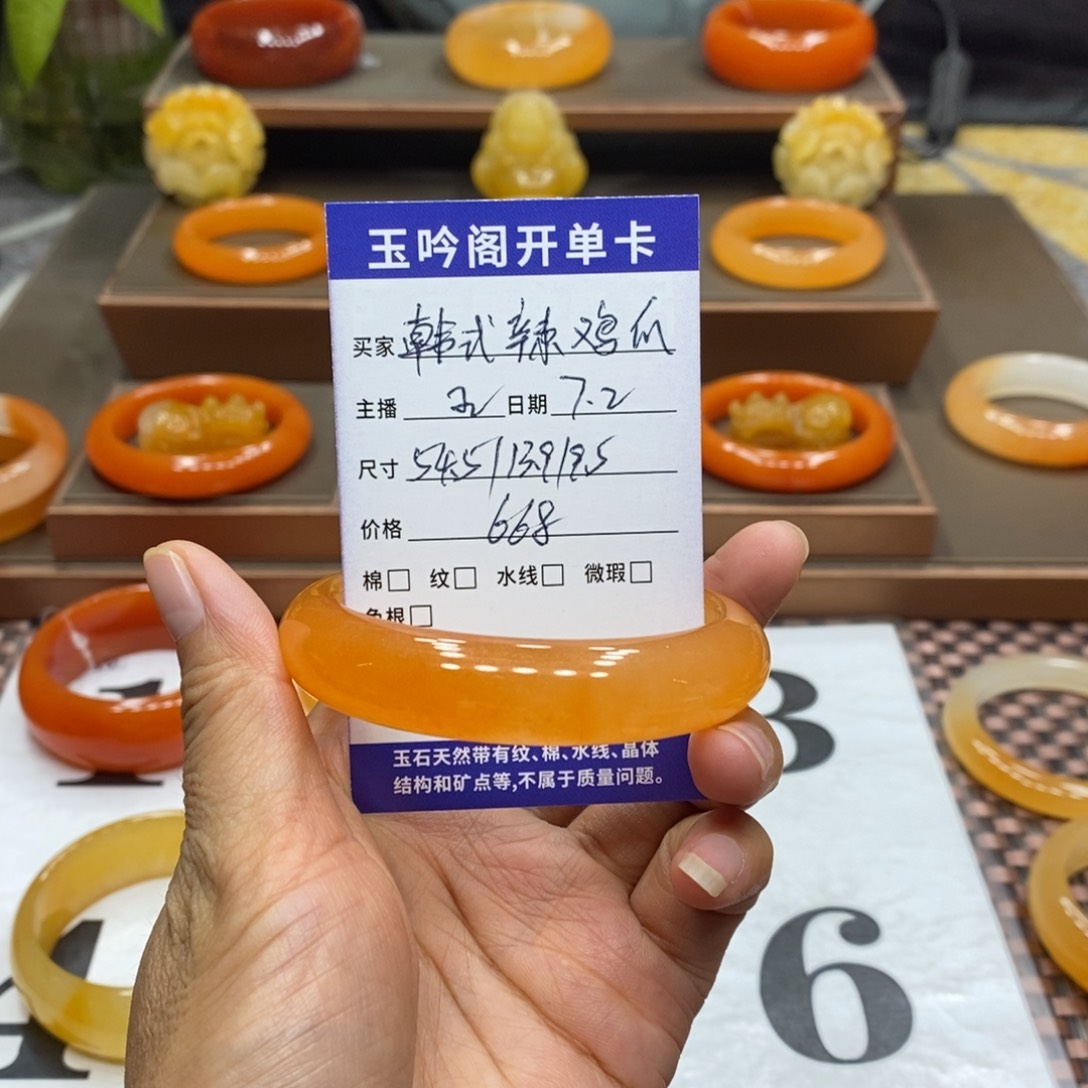 玉吟阁开单卡
买家 韩式辣鸡爪
主播 日期 7.2
尺寸 54.5/13.9/9.5
价格 668
棉□ 纹□ 水线□ 微瑕□
色根□
玉石天然带有纹、棉、水线、晶体
结构和矿点等,不属于质量问题。
1
3
6